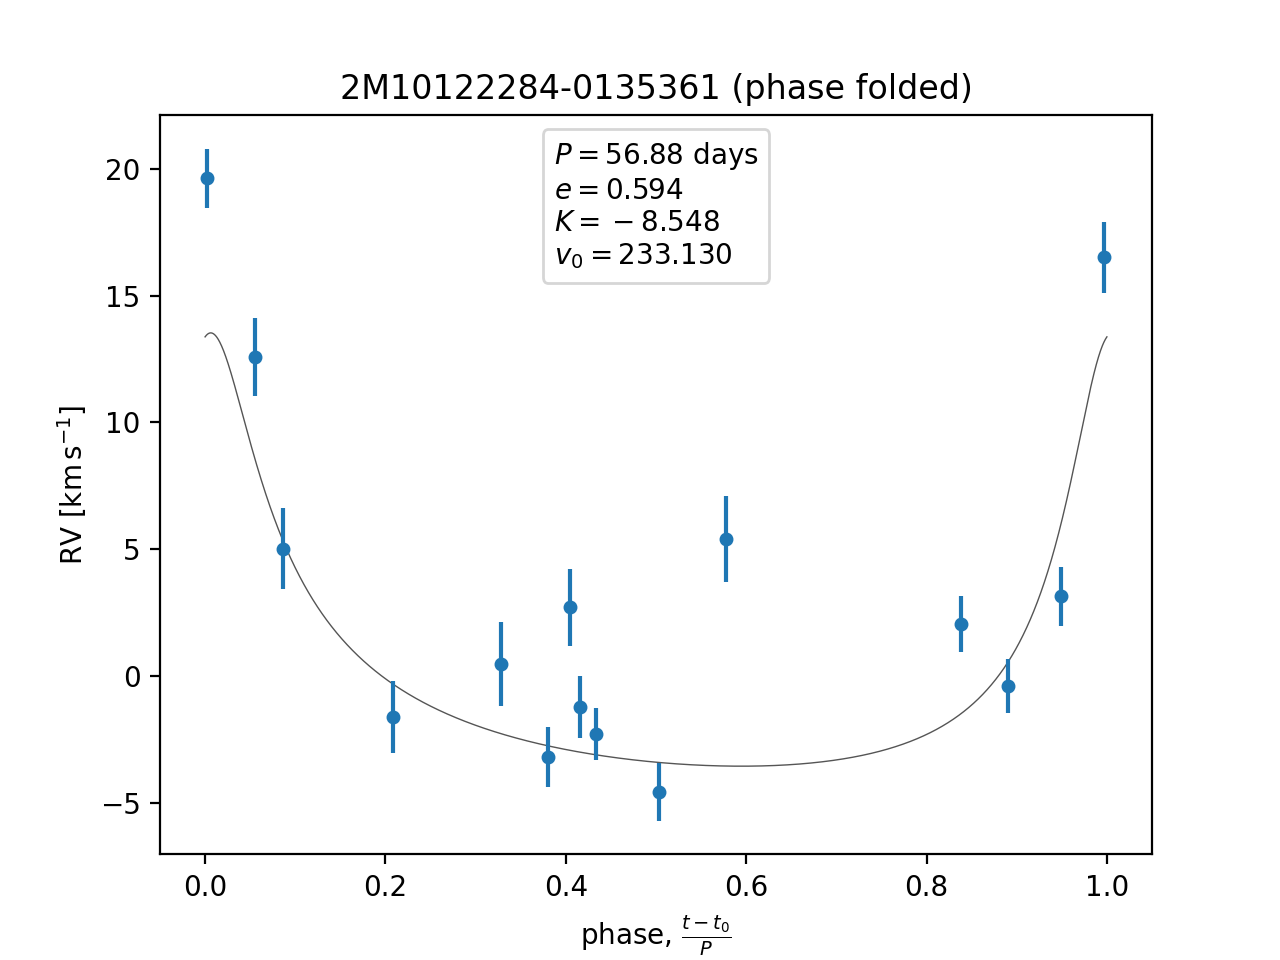 2M10122284-0135361 (phase folded)
P = 56.88 days
e = 0.594
K = − 8.548
v₀ = 233.130
20
15
10
5
0
−5
RV [km s⁻¹]
0.0 0.2 0.4 0.6 0.8 1.0
phase, (t − t₀)/P